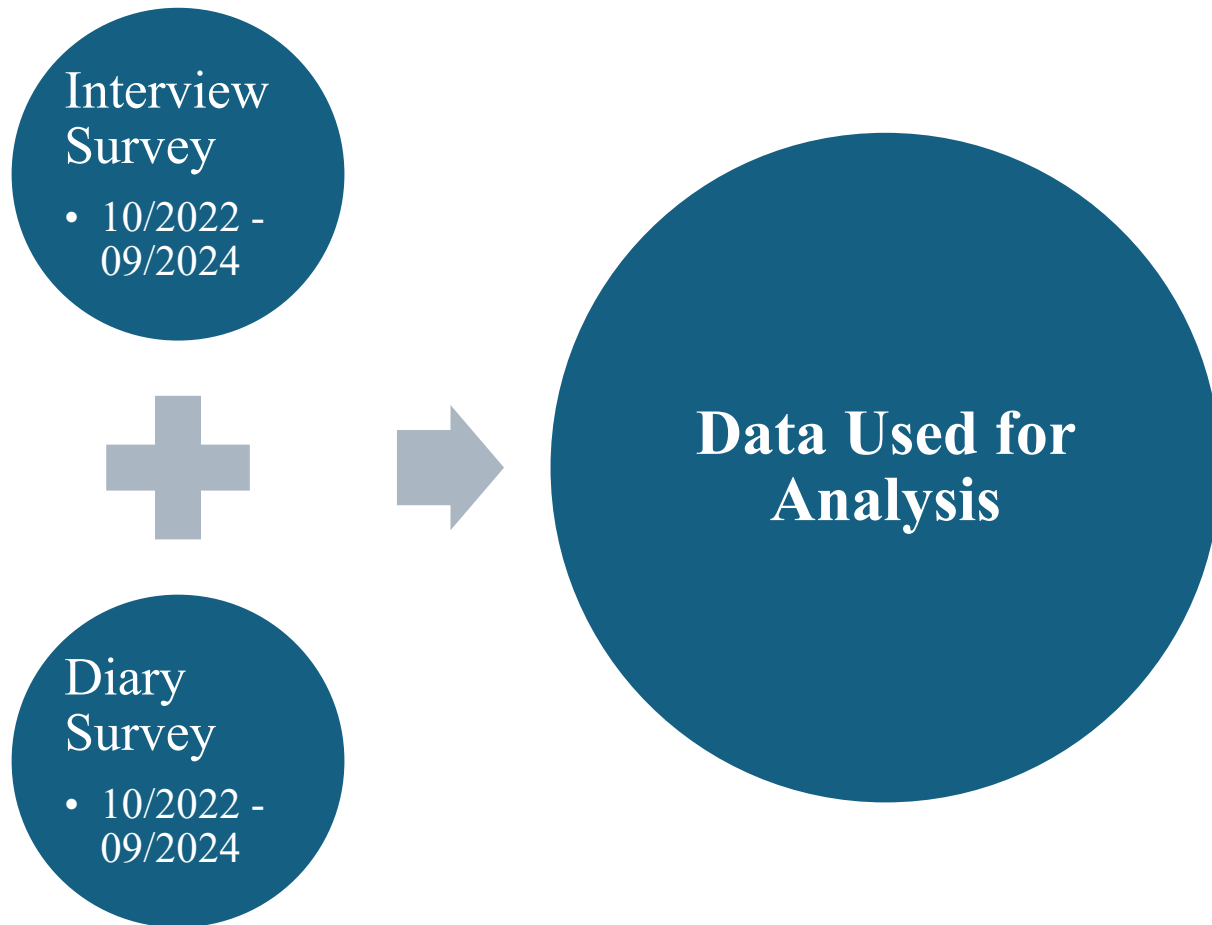 Interview
Survey
• 10/2022 -
09/2024
Diary
Survey
• 10/2022 -
09/2024
Data Used for
Analysis